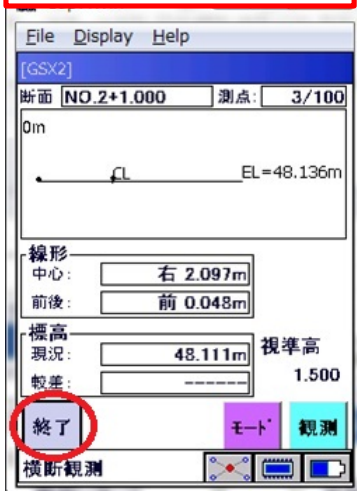 File Display Help
[GSX2]
断面 NO.2+1.000 測点: 3/100
0m
CL EL=48.136m
線形
中心: 右 2.097m
前後: 前 0.048m
標高
現況: 48.111m 視準高
較差: ------ 1.500
終了 モード 観測
横断観測